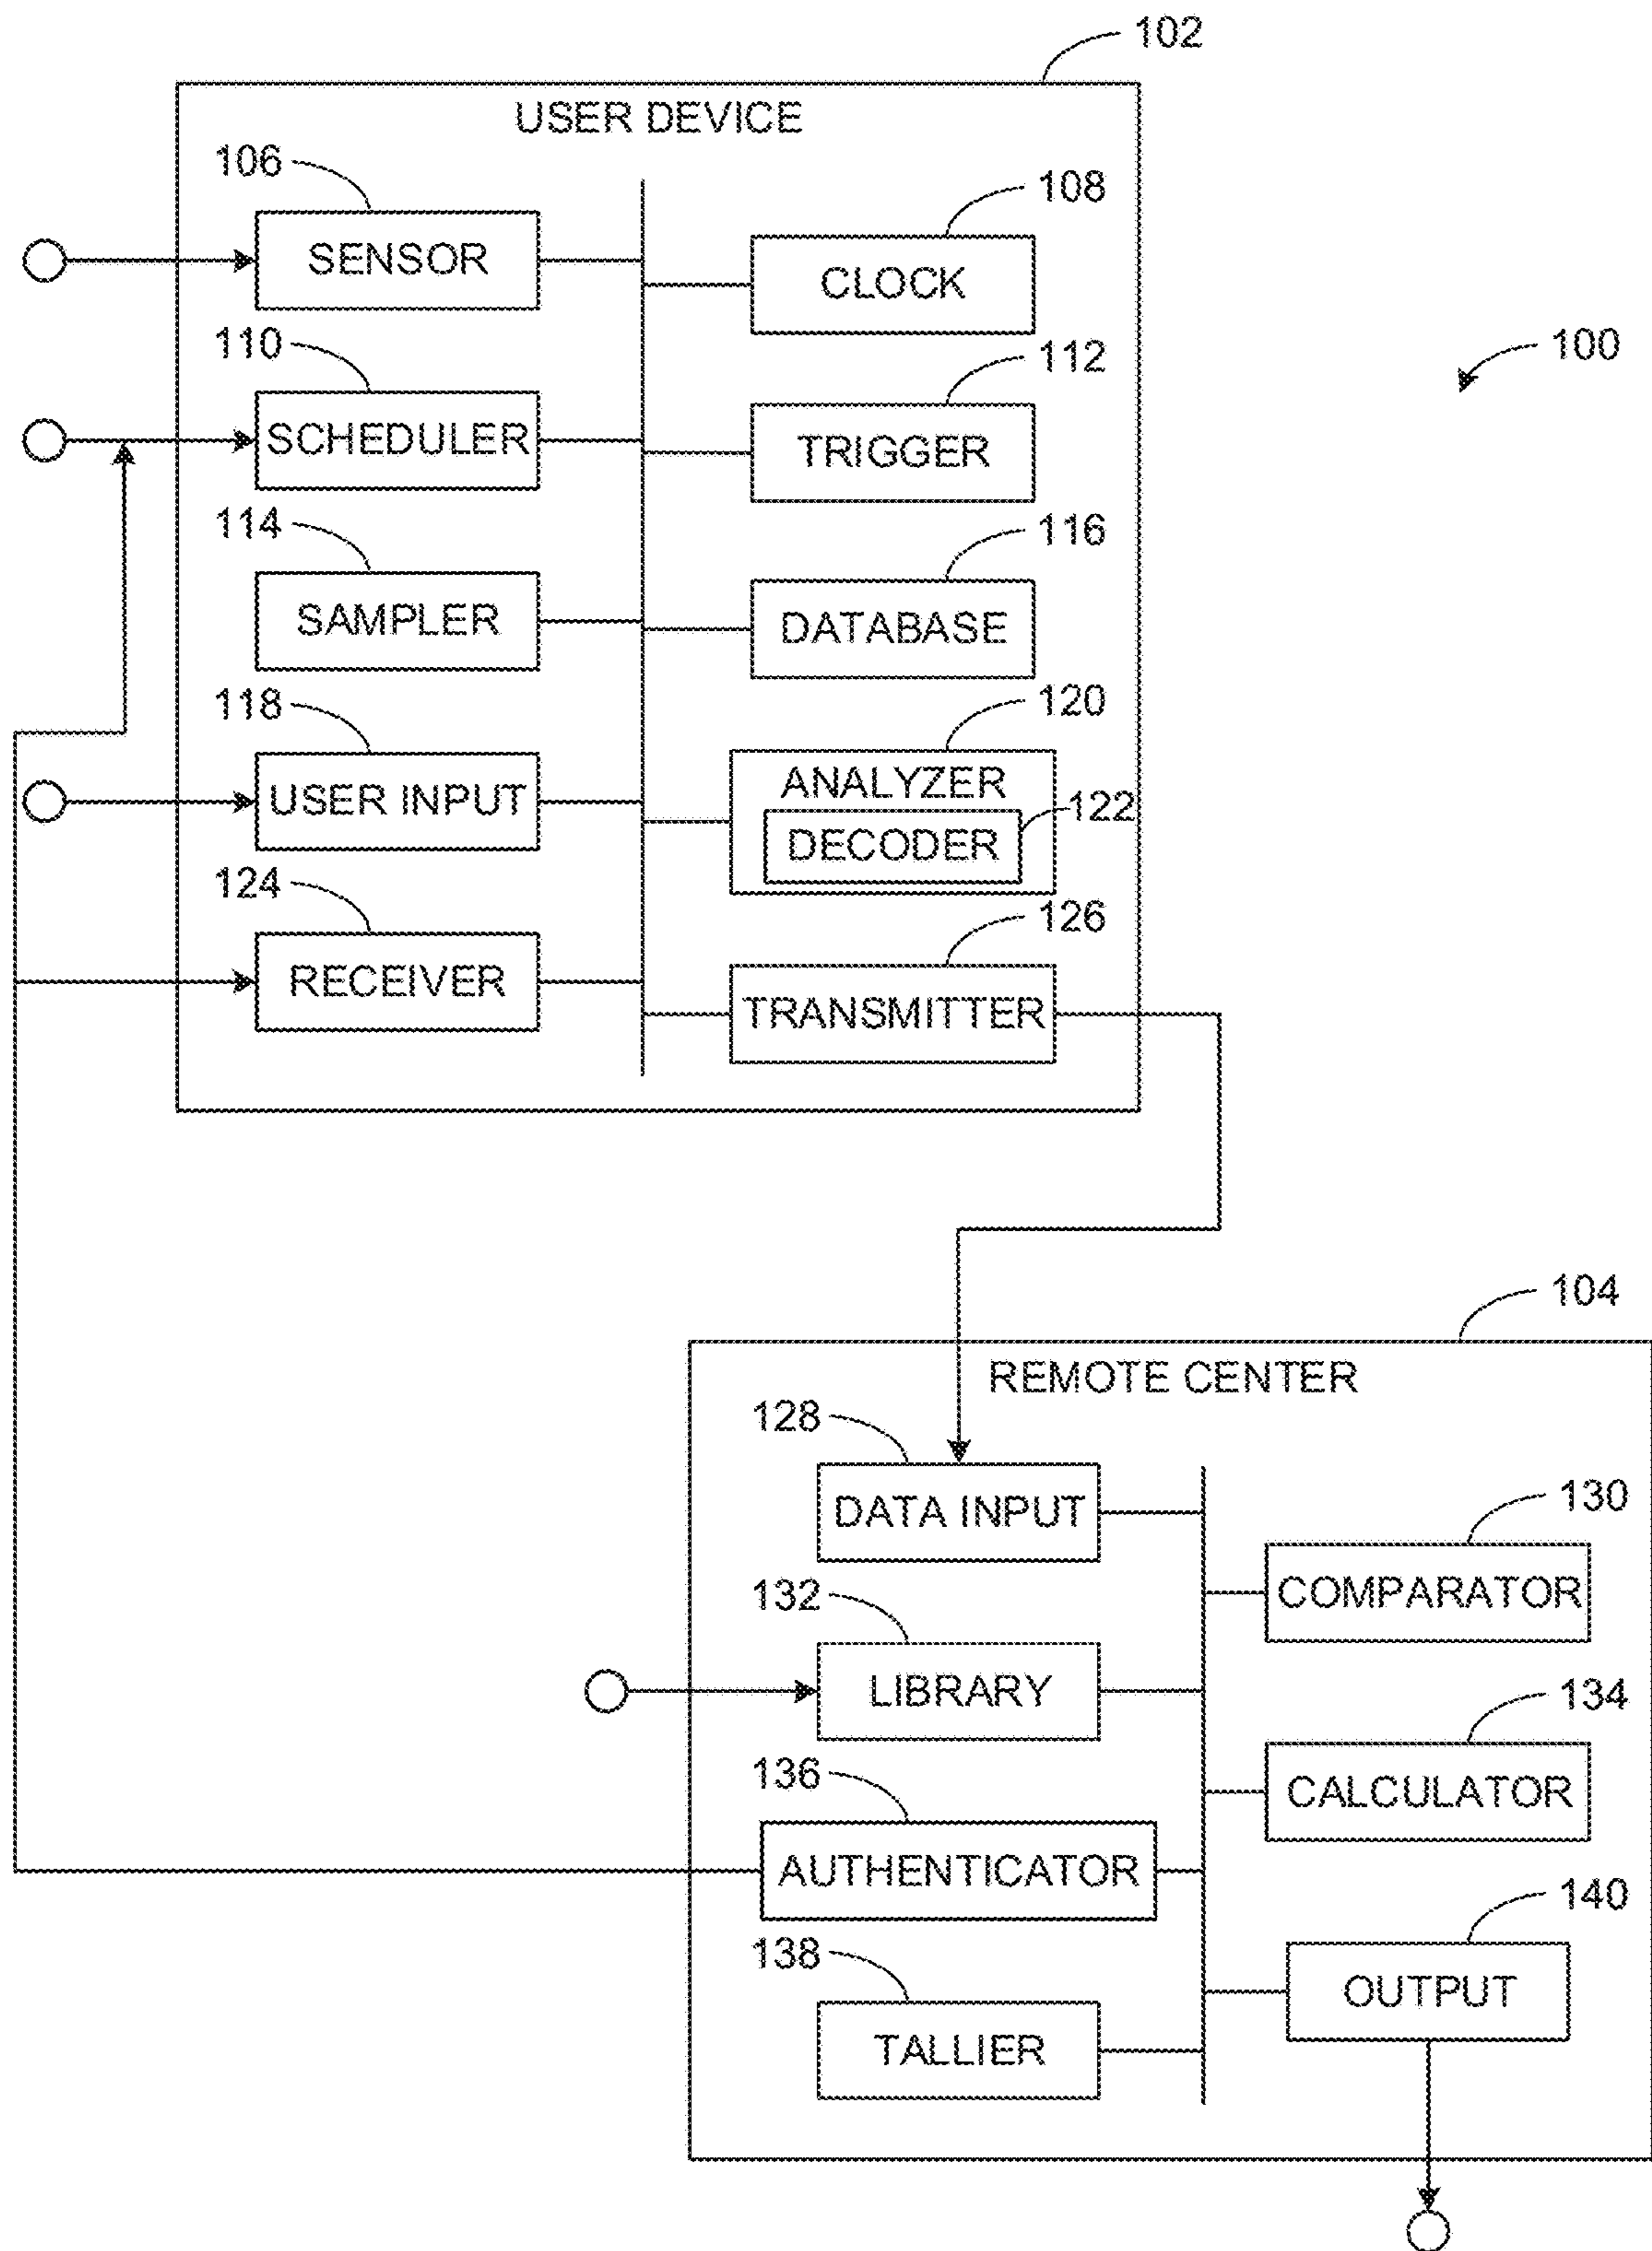 102
USER DEVICE
106
108
SENSOR
CLOCK
110
112
100
SCHEDULER
TRIGGER
114
116
SAMPLER
DATABASE
118
120
USER INPUT
ANALYZER
122
DECODER
124
126
RECEIVER
TRANSMITTER
104
REMOTE CENTER
128
130
DATA INPUT
COMPARATOR
132
134
LIBRARY
CALCULATOR
136
140
AUTHENTICATOR
138
OUTPUT
TALLIER